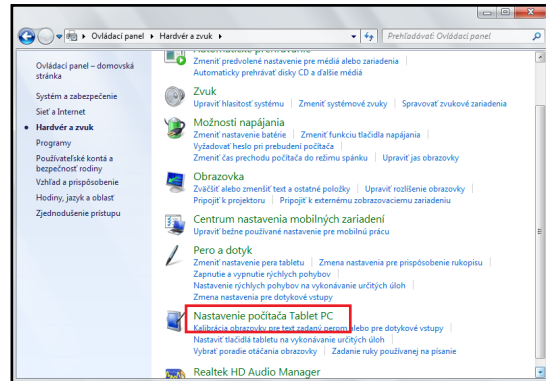 Ovládací panel ▸ Hardvér a zvuk ▸
Prehľadávať: Ovládací panel
Ovládací panel – domovská
stránka
Systém a zabezpečenie
Sieť a Internet
Hardvér a zvuk
Programy
Používateľské kontá a
bezpečnosť rodiny
Vzhľad a prispôsobenie
Hodiny, jazyk a oblasť
Zjednodušenie prístupu
Automatické prehrávanie
Zmeniť predvolené nastavenie pre médiá alebo zariadenia
Automaticky prehrávať disky CD a ďalšie médiá
Zvuk
Upraviť hlasitosť systému | Zmeniť systémové zvuky | Spravovať zvukové zariadenia
Možnosti napájania
Zmeniť nastavenie batérie | Zmeniť funkciu tlačidla napájania
Vyžadovať heslo pri prebudení počítača
Zmeniť čas prechodu počítača do režimu spánku | Upraviť jas obrazovky
Obrazovka
Zväčšiť alebo zmenšiť text a ostatné položky | Upraviť rozlíšenie obrazovky
Pripojiť k projektoru | Pripojiť k externému zobrazovaciemu zariadeniu
Centrum nastavenia mobilných zariadení
Upraviť bežne používané nastavenie pre mobilnú prácu
Pero a dotyk
Zmeniť nastavenie pera tabletu | Zmena nastavenia pre prispôsobenie rukopisu
Zapnutie a vypnutie rýchlych pohybov
Nastavenie rýchlych pohybov na vykonávanie určitých úloh
Zmena nastavenia pre dotykové vstupy
Nastavenie počítača Tablet PC
Kalibrácia obrazovky pre text zadaný perom alebo pre dotykové vstupy
Nastaviť tlačidlá tabletu na vykonávanie určitých úloh
Vybrať poradie otáčania obrazovky | Zadanie ruky používanej na písanie
Realtek HD Audio Manager